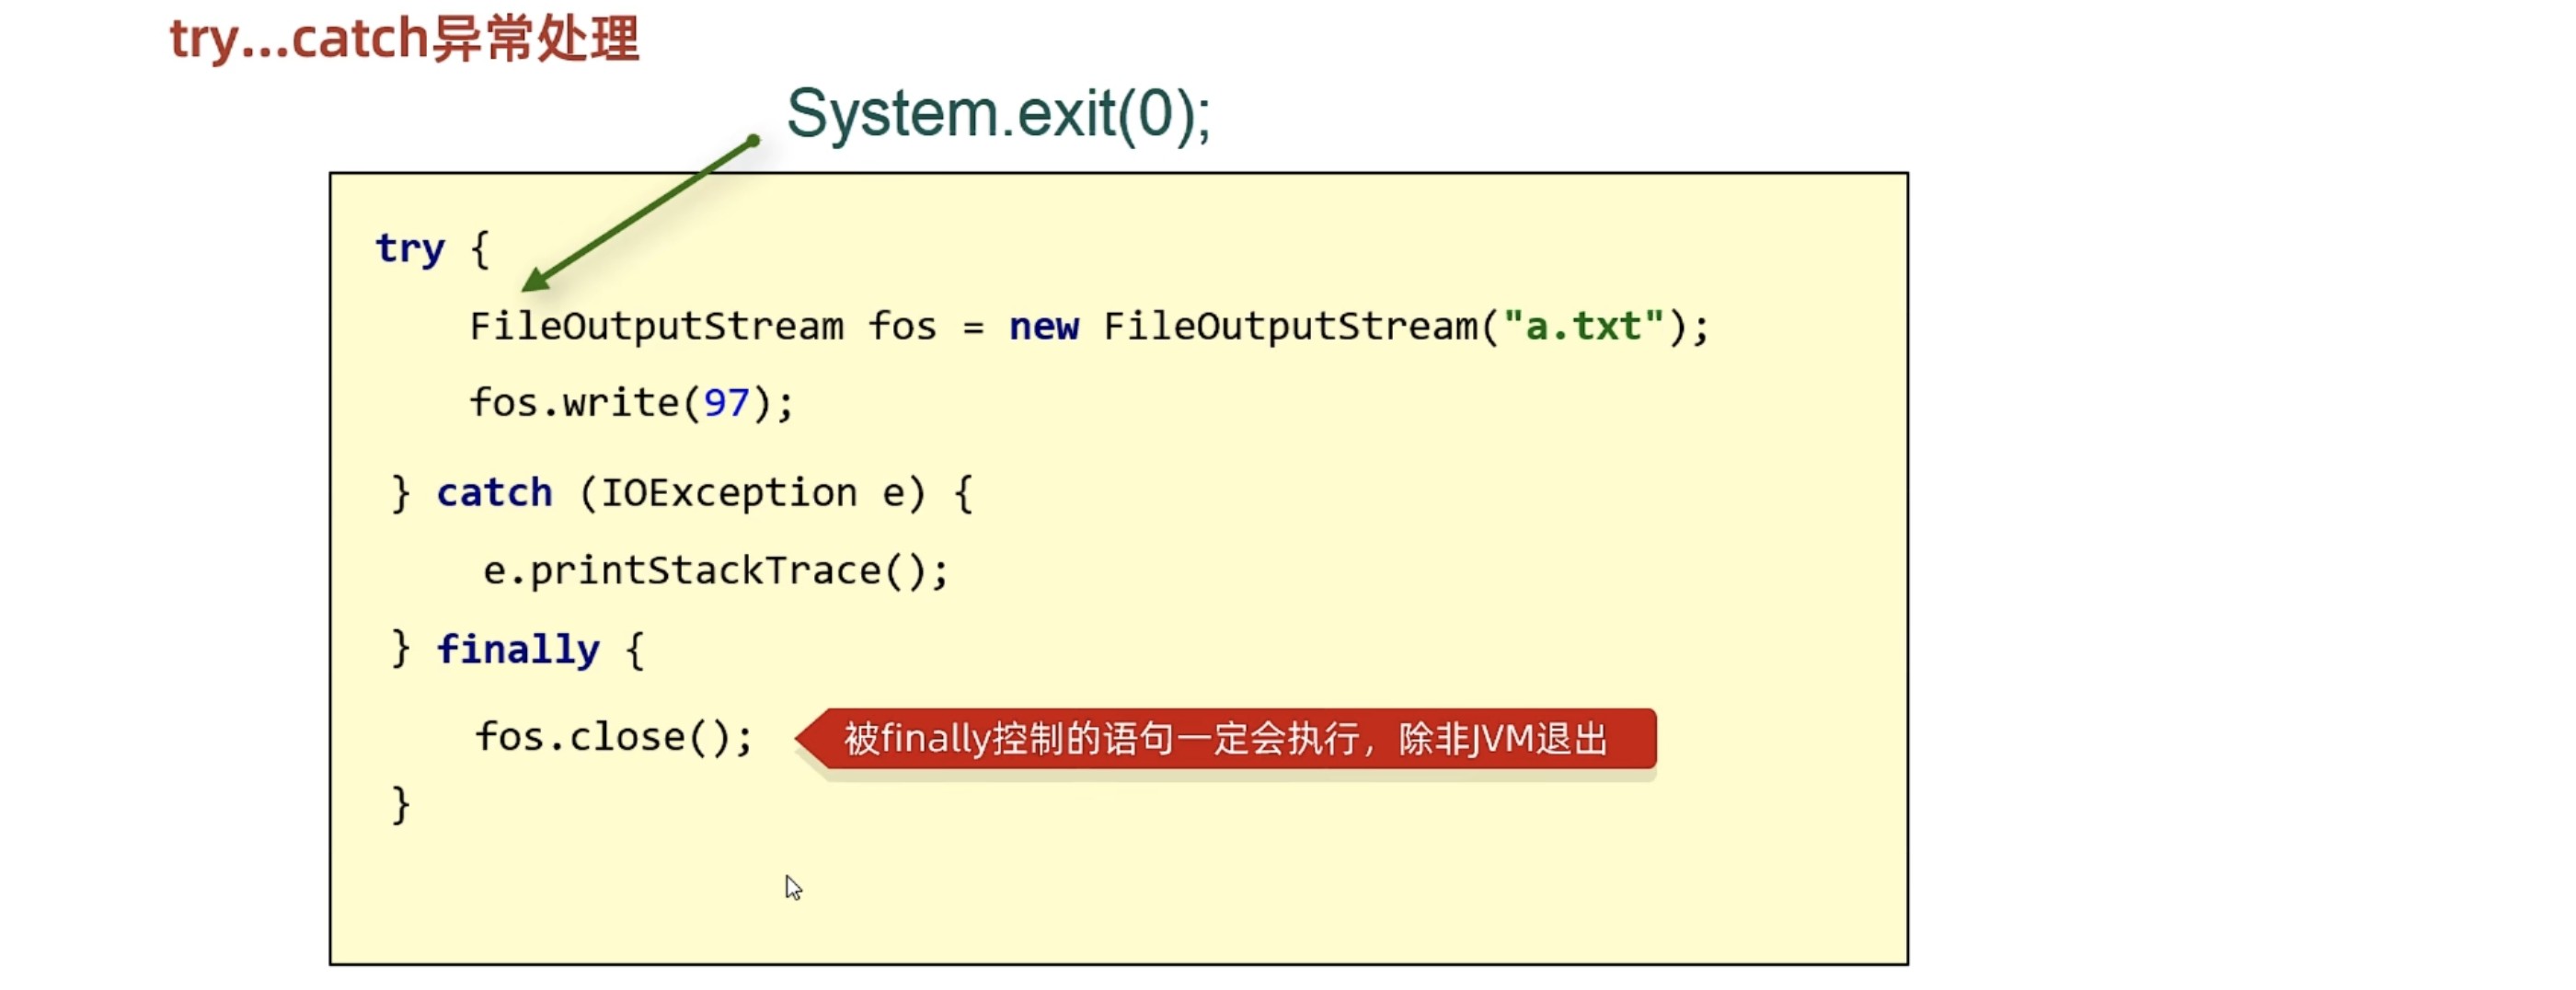 try...catch异常处理
System.exit(0);
try {
FileOutputStream fos = new FileOutputStream("a.txt");
fos.write(97);
} catch (IOException e) {
e.printStackTrace();
} finally {
fos.close();
被finally控制的语句一定会执行，除非JVM退出
}